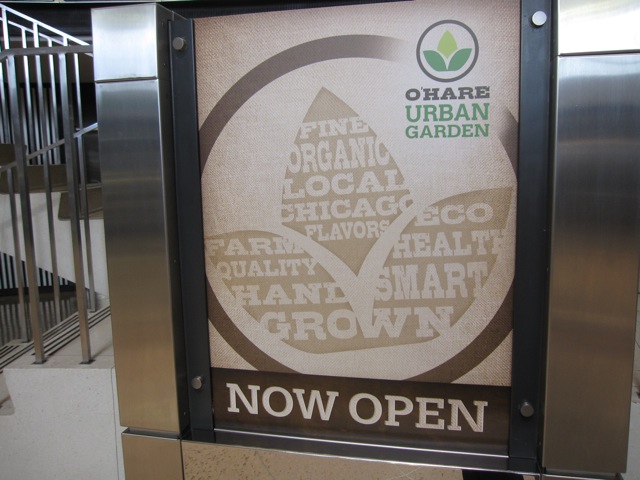 O'HARE
URBAN
GARDEN
FINE
ORGANIC
LOCAL
CHICAGO
FLAVORS
ECO
FARM
HEALTH
QUALITY
HAND
SMART
GROWN
NOW OPEN